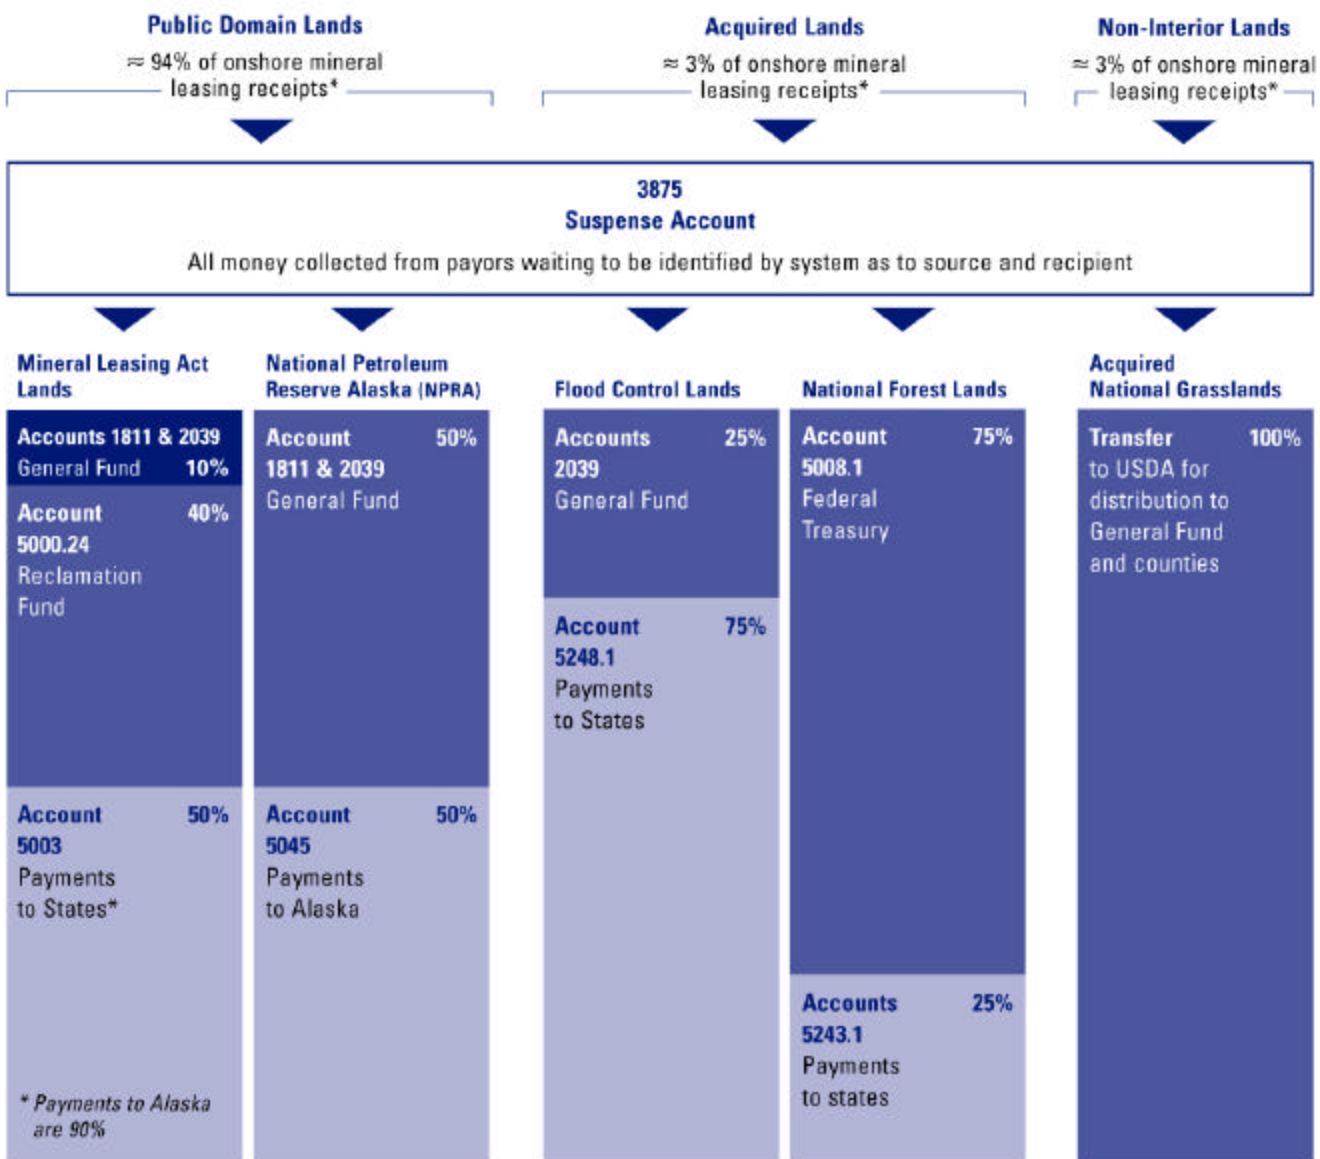 Public Domain Lands
≈ 94% of onshore mineral
leasing receipts*
Acquired Lands
≈ 3% of onshore mineral
leasing receipts*
Non-Interior Lands
≈ 3% of onshore mineral
leasing receipts*
3875
Suspense Account
All money collected from payors waiting to be identified by system as to source and recipient
Mineral Leasing Act
Lands
Accounts 1811 & 2039
General Fund 10%
Account 40%
5000.24
Reclamation
Fund
Account 50%
5003
Payments
to States*
* Payments to Alaska
are 90%
National Petroleum
Reserve Alaska (NPRA)
Account 50%
1811 & 2039
General Fund
Account 50%
5045
Payments
to Alaska
Flood Control Lands
Accounts 25%
2039
General Fund
Account 75%
5248.1
Payments
to States
National Forest Lands
Account 75%
5008.1
Federal
Treasury
Accounts 25%
5243.1
Payments
to states
Acquired
National Grasslands
Transfer 100%
to USDA for
distribution to
General Fund
and counties